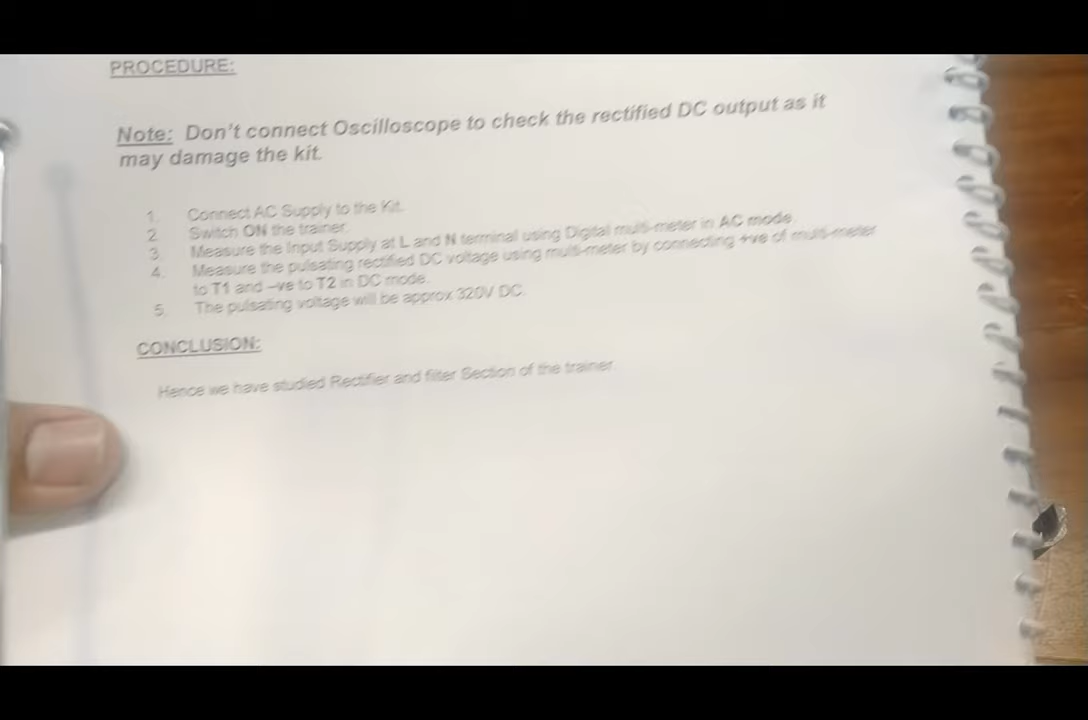 PROCEDURE:
Note: Don't connect Oscilloscope to check the rectified DC output as it
may damage the kit.
1. Connect AC Supply to the Kit.
2. Switch ON the trainer.
3. Measure the Input Supply at L and N terminal using Digital multi-meter in AC mode.
4. Measure the pulsating rectified DC voltage using multi-meter by connecting +ve of multi-meter
to T1 and –ve to T2 in DC mode.
5. The pulsating voltage will be approx 320V DC.
CONCLUSION:
Hence we have studied Rectifier and filter Section of the trainer.